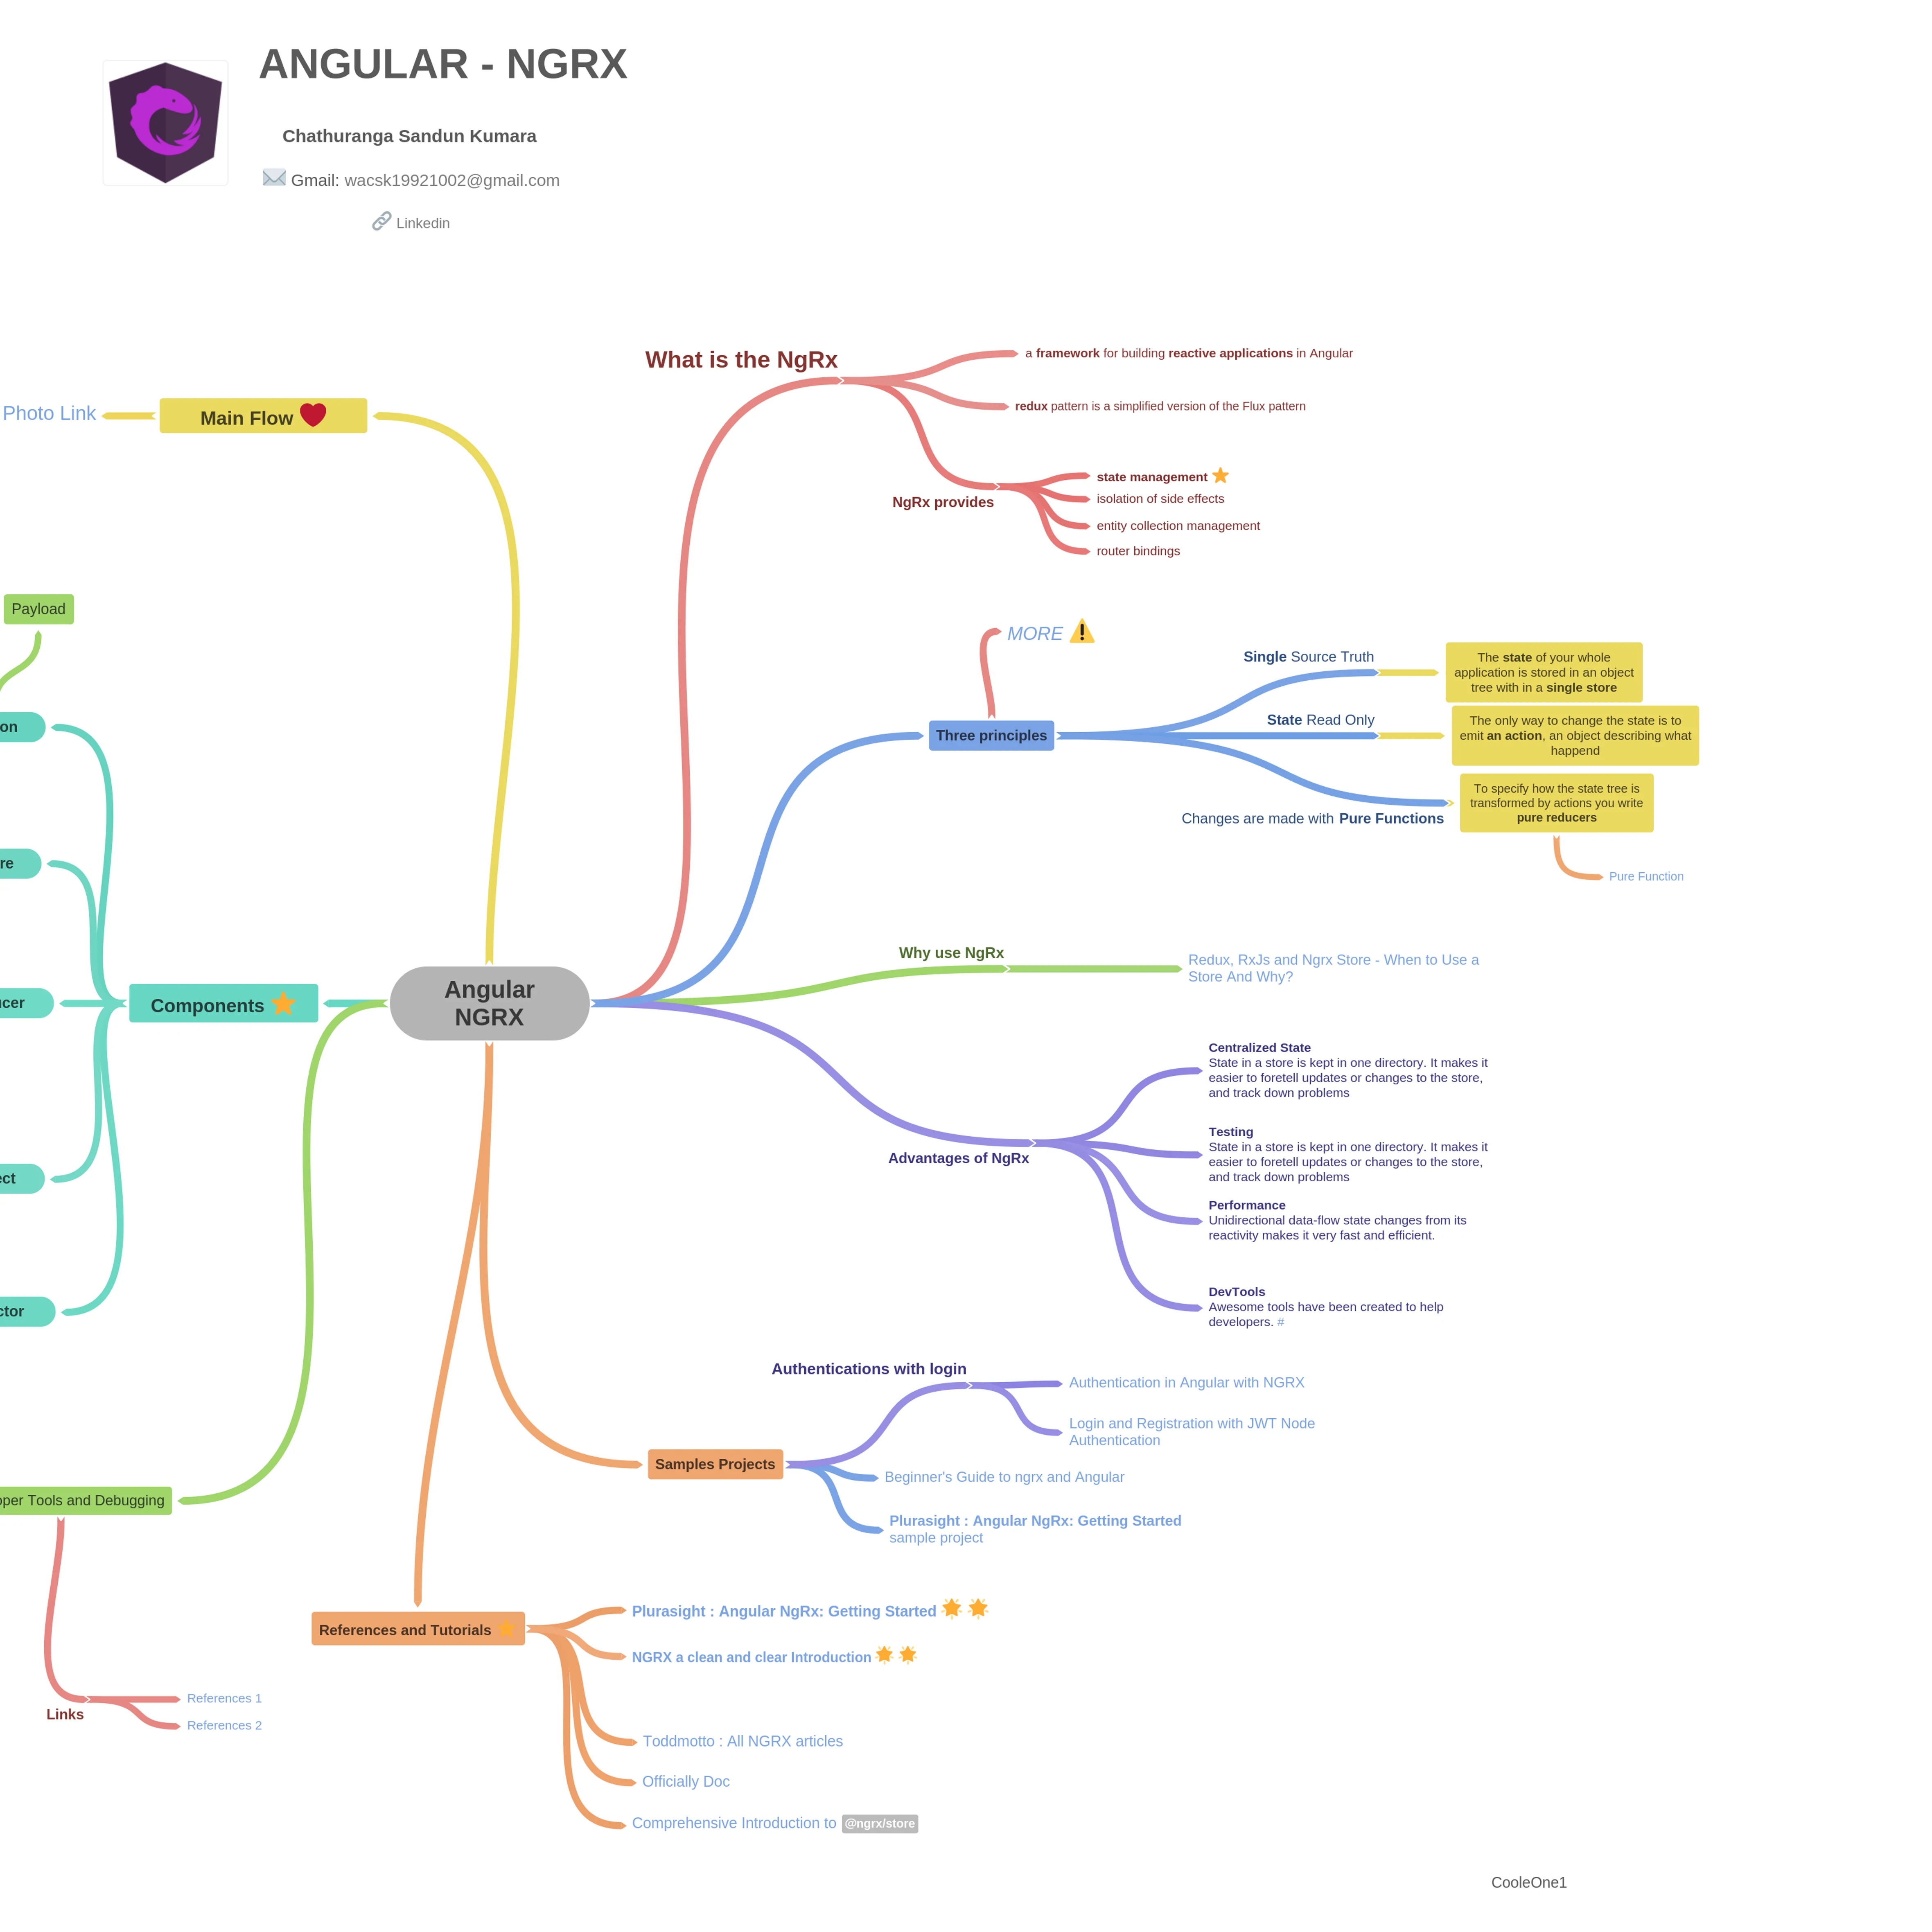 ANGULAR - NGRX
Chathuranga Sandun Kumara
Gmail: wacsk19921002@gmail.com
Linkedin
What is the NgRx
a framework for building reactive applications in Angular
redux pattern is a simplified version of the Flux pattern
NgRx provides
state management
isolation of side effects
entity collection management
router bindings
Photo Link
Main Flow
Payload
MORE
Three principles
Single Source Truth
The state of your whole
application is stored in an object
tree with in a single store
State Read Only
The only way to change the state is to
emit an action, an object describing what
happend
Changes are made with Pure Functions
To specify how the state tree is
transformed by actions you write
pure reducers
Pure Function
on
re
ucer
ect
ctor
Components
Angular
NGRX
Why use NgRx
Redux, RxJs and Ngrx Store - When to Use a
Store And Why?
Advantages of NgRx
Centralized State
State in a store is kept in one directory. It makes it
easier to foretell updates or changes to the store,
and track down problems
Testing
State in a store is kept in one directory. It makes it
easier to foretell updates or changes to the store,
and track down problems
Performance
Unidirectional data-flow state changes from its
reactivity makes it very fast and efficient.
DevTools
Awesome tools have been created to help
developers. #
Authentications with login
Authentication in Angular with NGRX
Login and Registration with JWT Node
Authentication
Samples Projects
Beginner's Guide to ngrx and Angular
Plurasight : Angular NgRx: Getting Started
sample project
oper Tools and Debugging
Links
References 1
References 2
References and Tutorials
Plurasight : Angular NgRx: Getting Started
NGRX a clean and clear Introduction
Toddmotto : All NGRX articles
Officially Doc
Comprehensive Introduction to @ngrx/store
CooleOne1